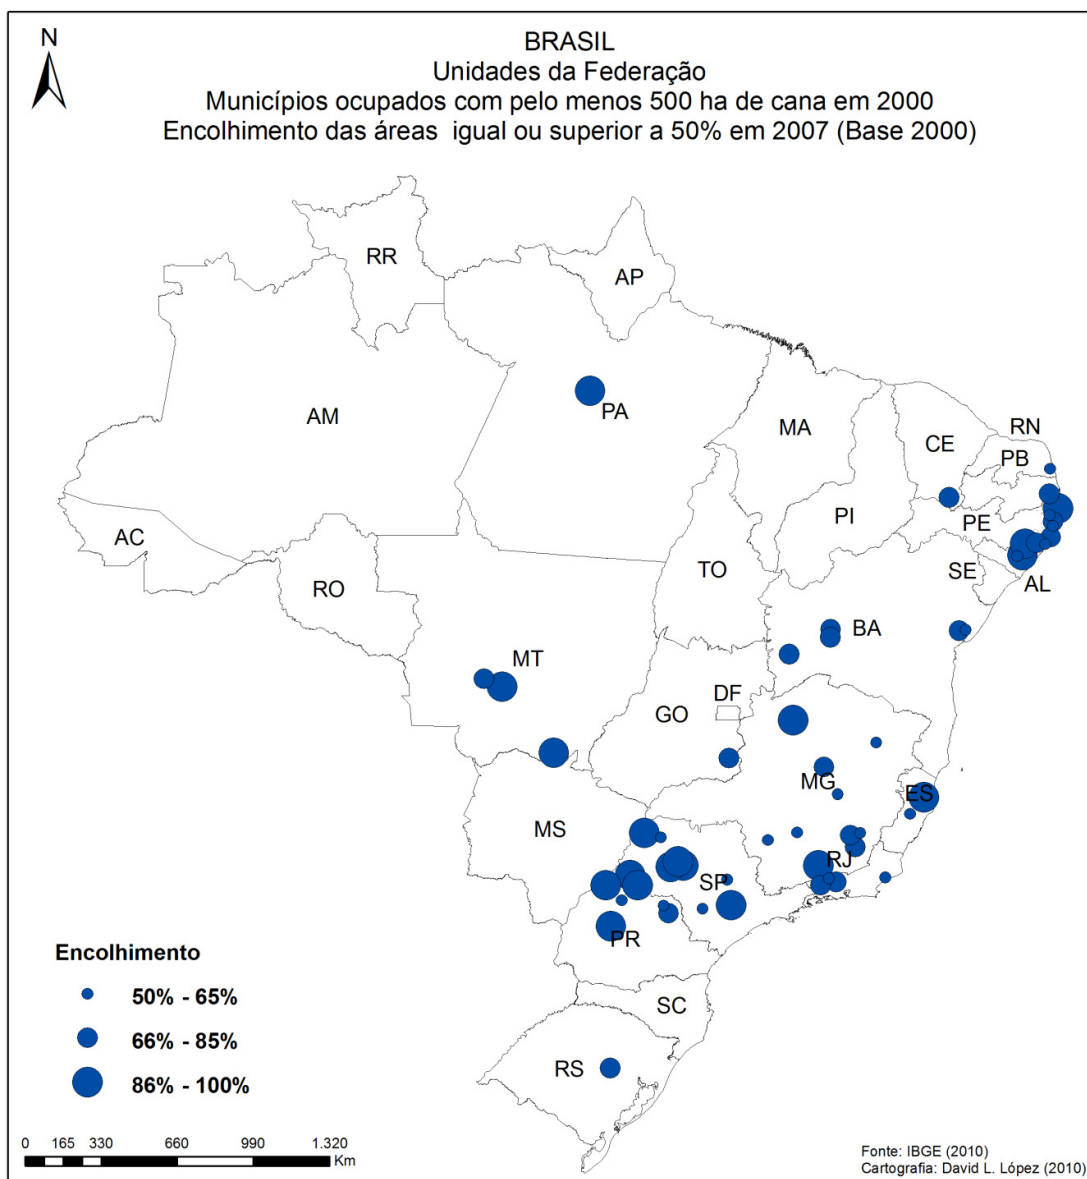 N
BRASIL
Unidades da Federação
Municípios ocupados com pelo menos 500 ha de cana em 2000
Encolhimento das áreas igual ou superior a 50% em 2007 (Base 2000)
RR
AP
AM
PA
MA
CE
RN
PB
PI
PE
AC
RO
TO
SE
AL
BA
MT
DF
GO
MG
ES
MS
RJ
SP
PR
SC
RS
Encolhimento
50% - 65%
66% - 85%
86% - 100%
0 165 330 660 990 1.320
Km
Fonte: IBGE (2010)
Cartografia: David L. López (2010)